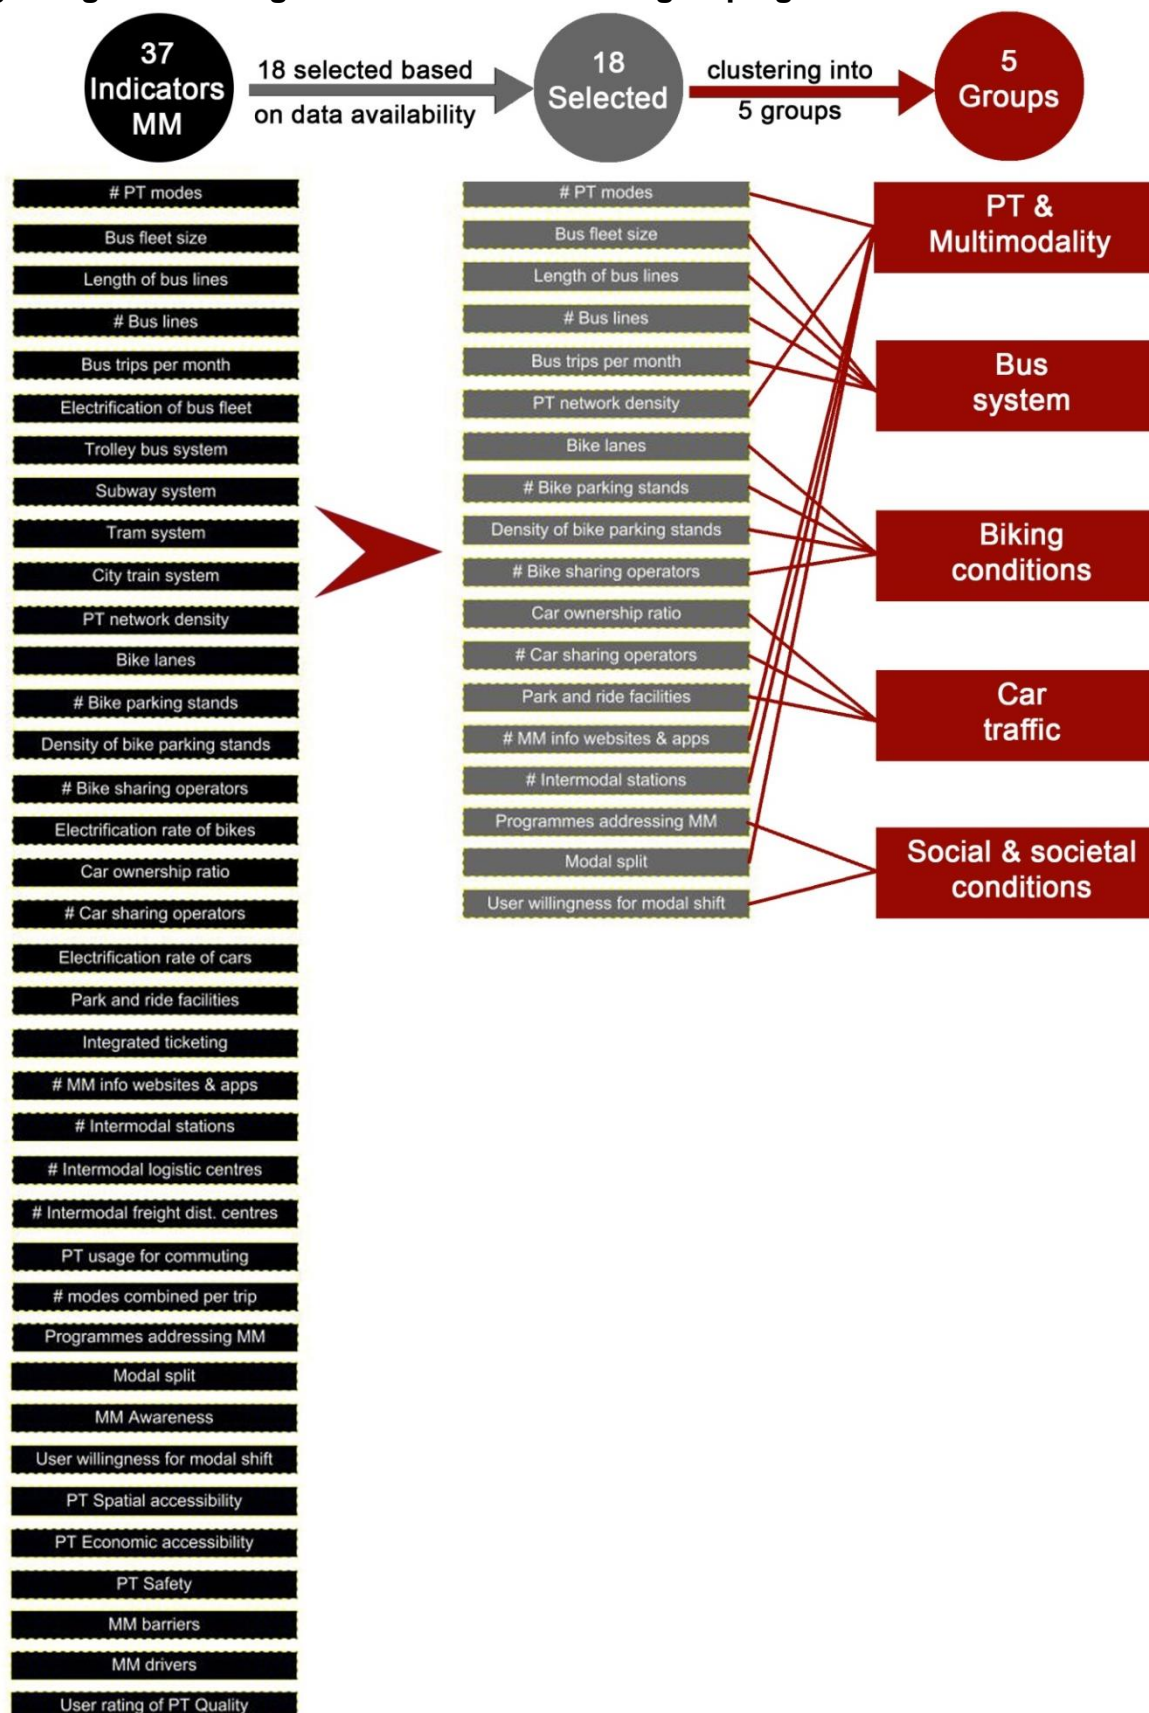 37
Indicators
MM
18 selected based
on data availability
18
Selected
clustering into
5 groups
5
Groups
# PT modes
Bus fleet size
Length of bus lines
# Bus lines
Bus trips per month
Electrification of bus fleet
Trolley bus system
Subway system
Tram system
City train system
PT network density
Bike lanes
# Bike parking stands
Density of bike parking stands
# Bike sharing operators
Electrification rate of bikes
Car ownership ratio
# Car sharing operators
Electrification rate of cars
Park and ride facilities
Integrated ticketing
# MM info websites & apps
# Intermodal stations
# Intermodal logistic centres
# Intermodal freight dist. centres
PT usage for commuting
# modes combined per trip
Programmes addressing MM
Modal split
MM Awareness
User willingness for modal shift
PT Spatial accessibility
PT Economic accessibility
PT Safety
MM barriers
MM drivers
User rating of PT Quality
# PT modes
Bus fleet size
Length of bus lines
# Bus lines
Bus trips per month
PT network density
Bike lanes
# Bike parking stands
Density of bike parking stands
# Bike sharing operators
Car ownership ratio
# Car sharing operators
Park and ride facilities
# MM info websites & apps
# Intermodal stations
Programmes addressing MM
Modal split
User willingness for modal shift
PT &
Multimodality
Bus
system
Biking
conditions
Car
traffic
Social & societal
conditions